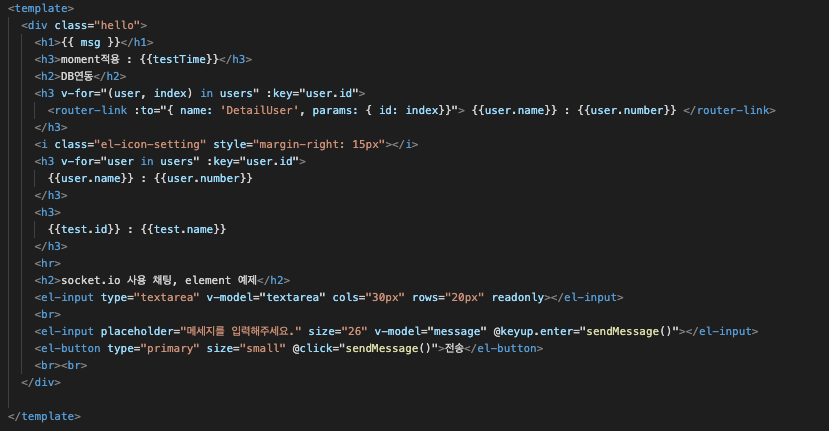 <template>
<div class="hello">
<h1>{{ msg }}</h1>
<h3>moment적용 : {{testTime}}</h3>
<h2>DB연동</h2>
<h3 v-for="(user, index) in users" :key="user.id">
<router-link :to="{ name: 'DetailUser', params: { id: index}}"> {{user.name}} : {{user.number}} </router-link>
</h3>
<i class="el-icon-setting" style="margin-right: 15px"></i>
<h3 v-for="user in users" :key="user.id">
{{user.name}} : {{user.number}}
</h3>
<h3>
{{test.id}} : {{test.name}}
</h3>
<hr>
<h2>socket.io 사용 채팅, element 예제</h2>
<el-input type="textarea" v-model="textarea" cols="30px" rows="20px" readonly></el-input>
<br>
<el-input placeholder="메세지를 입력해주세요." size="26" v-model="message" @keyup.enter="sendMessage()"></el-input>
<el-button type="primary" size="small" @click="sendMessage()">전송</el-button>
<br><br>
</div>
</template>